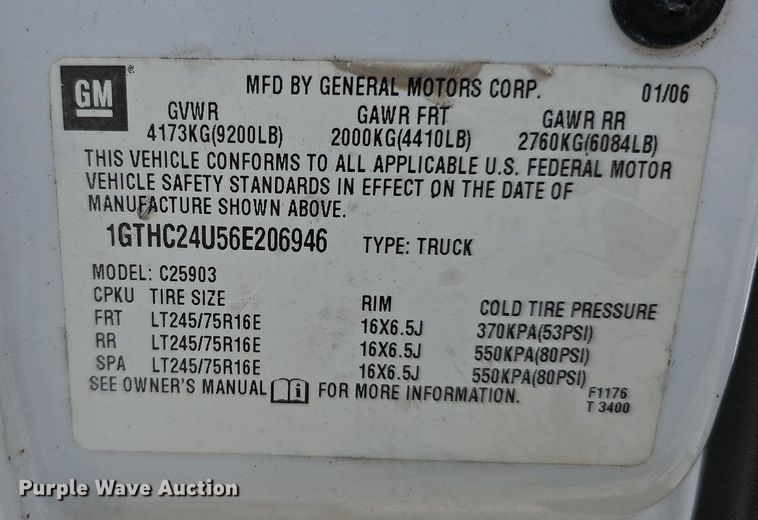 GM ®
MFD BY GENERAL MOTORS CORP. 01/06
GVWR GAWR FRT GAWR RR
4173KG(9200LB) 2000KG(4410LB) 2760KG(6084LB)
THIS VEHICLE CONFORMS TO ALL APPLICABLE U.S. FEDERAL MOTOR
VEHICLE SAFETY STANDARDS IN EFFECT ON THE DATE OF
MANUFACTURE SHOWN ABOVE.
1GTHC24U56E206946 TYPE: TRUCK
MODEL: C25903
CPKU TIRE SIZE RIM COLD TIRE PRESSURE
FRT LT245/75R16E 16X6.5J 370KPA(53PSI)
RR LT245/75R16E 16X6.5J 550KPA(80PSI)
SPA LT245/75R16E 16X6.5J 550KPA(80PSI)
SEE OWNER'S MANUAL i FOR MORE INFORMATION. F1176
T 3400
Purple Wave Auction